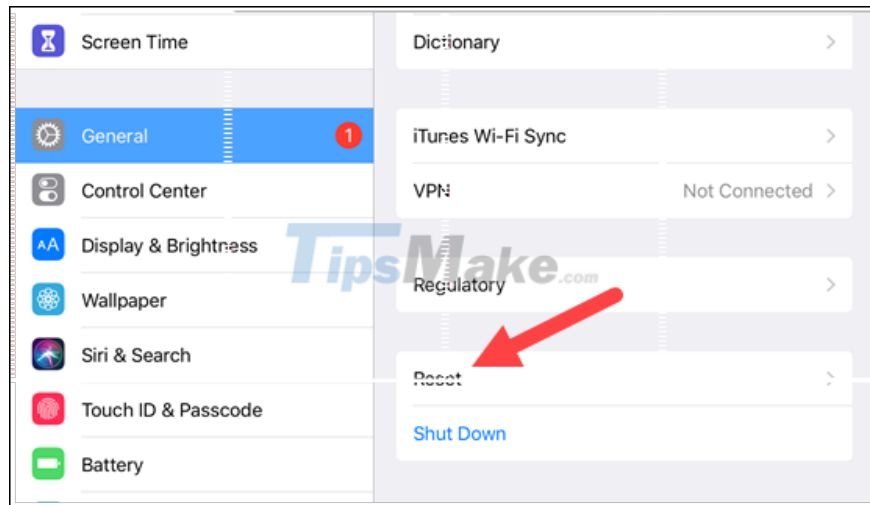 Screen Time
General
1
Control Center
AA
Display & Brightness
Wallpaper
Siri & Search
Touch ID & Passcode
Battery
Dictionary
iTunes Wi-Fi Sync
VPN
Not Connected
Regulatory
Reset
Shut Down
TipsMake.com